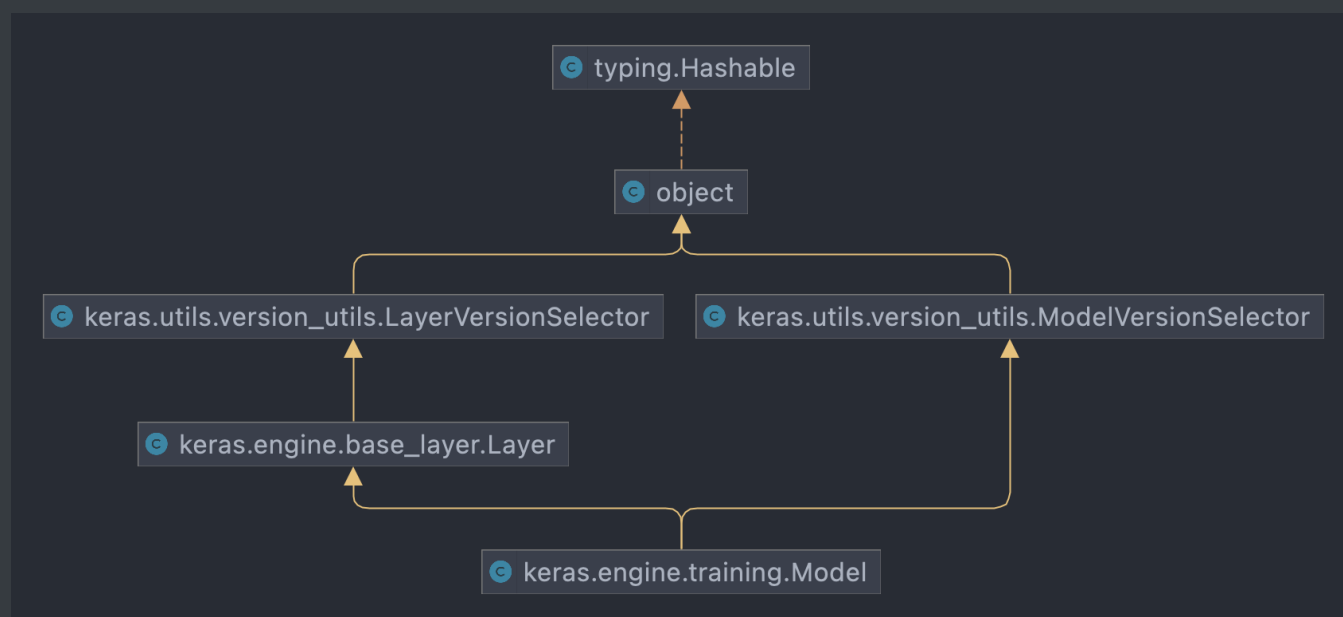 typing.Hashable
object
keras.utils.version_utils.LayerVersionSelector
keras.utils.version_utils.ModelVersionSelector
keras.engine.base_layer.Layer
keras.engine.training.Model